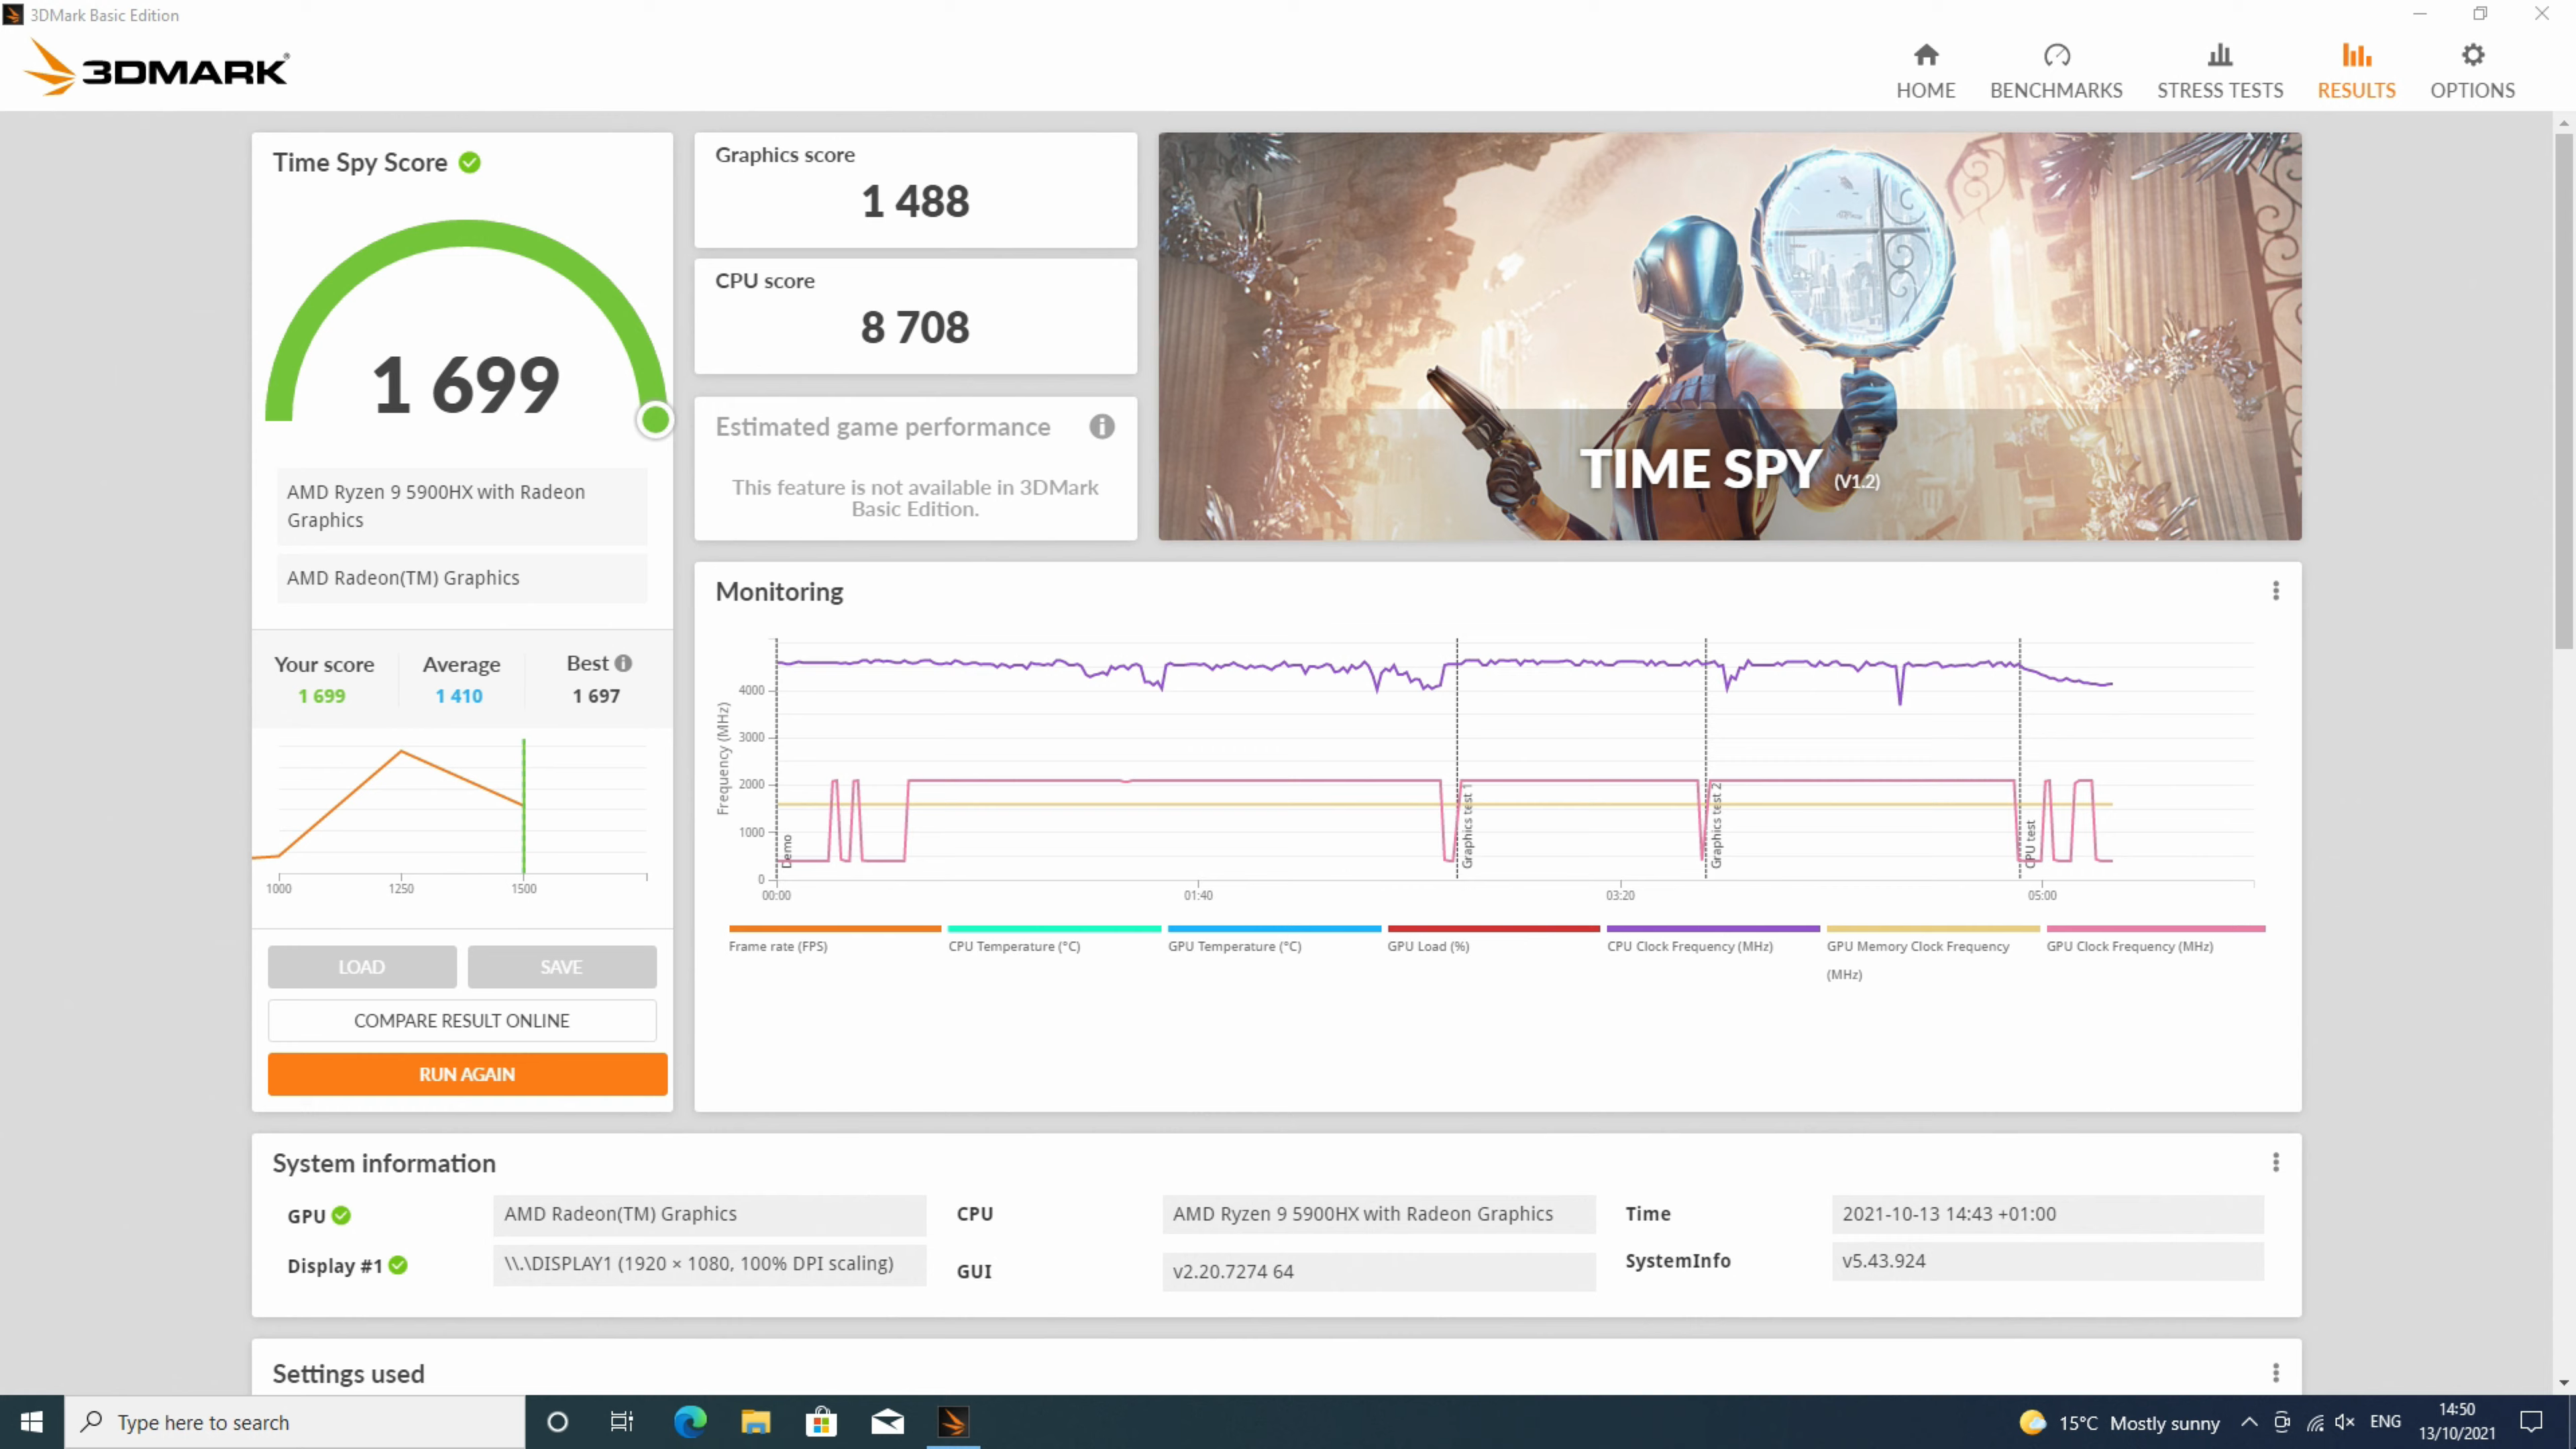 3DMark Basic Edition
3DMARK
HOME
BENCHMARKS
STRESS TESTS
RESULTS
OPTIONS
Time Spy Score
1 699
AMD Ryzen 9 5900HX with Radeon
Graphics
AMD Radeon(TM) Graphics
Your score
1 699
Average
1 410
Best
1 697
1000
1250
1500
LOAD
SAVE
COMPARE RESULT ONLINE
RUN AGAIN
Graphics score
1 488
CPU score
8 708
Estimated game performance
This feature is not available in 3DMark
Basic Edition.
TIME SPY (V1.2)
Monitoring
Frequency (MHz)
4000
3000
2000
1000
0
Demo
Graphics test 1
Graphics test 2
CPU test
00:00
01:40
03:20
05:00
Frame rate (FPS)
CPU Temperature (°C)
GPU Temperature (°C)
GPU Load (%)
CPU Clock Frequency (MHz)
GPU Memory Clock Frequency
(MHz)
GPU Clock Frequency (MHz)
System information
GPU
AMD Radeon(TM) Graphics
CPU
AMD Ryzen 9 5900HX with Radeon Graphics
Time
2021-10-13 14:43 +01:00
Display #1
\\.\DISPLAY1 (1920 × 1080, 100% DPI scaling)
GUI
v2.20.7274 64
SystemInfo
v5.43.924
Settings used
Type here to search
15°C Mostly sunny
ENG
14:50
13/10/2021